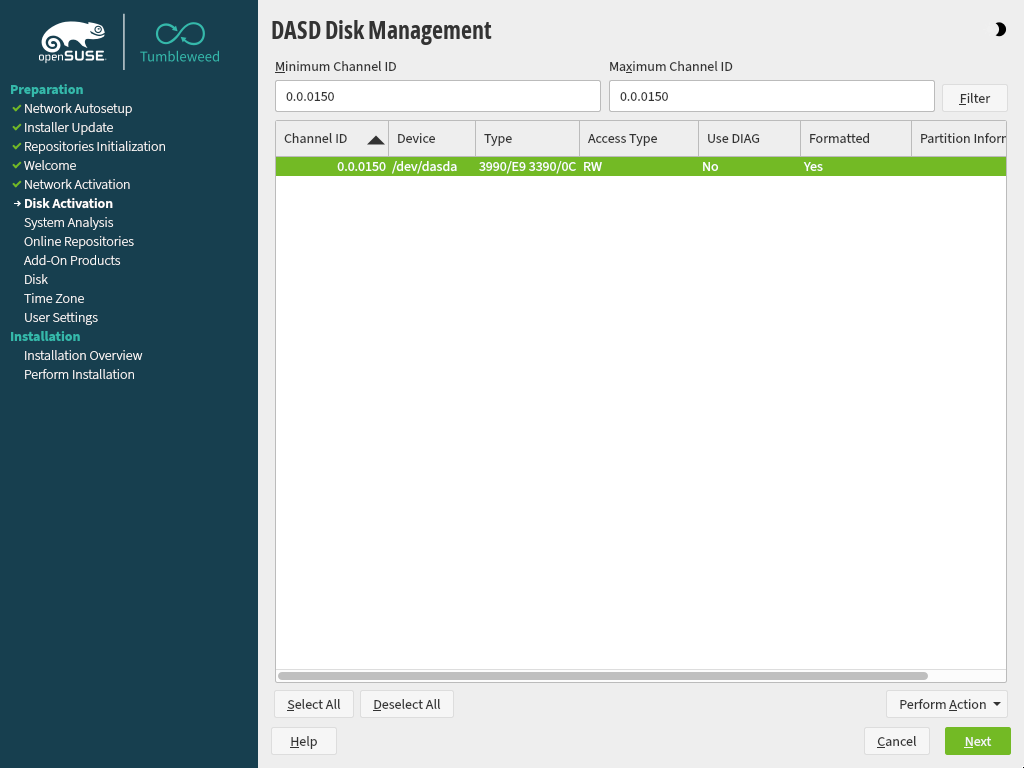 openSUSE
Tumbleweed
Preparation
Network Autosetup
Installer Update
Repositories Initialization
Welcome
Network Activation
Disk Activation
System Analysis
Online Repositories
Add-On Products
Disk
Time Zone
User Settings
Installation
Installation Overview
Perform Installation
DASD Disk Management
Minimum Channel ID Maximum Channel ID
0.0.0150 0.0.0150 Filter
Channel ID Device Type Access Type Use DIAG Formatted Partition Inforr
0.0.0150 /dev/dasda 3990/E9 3390/0C RW No Yes
Select All Deselect All Perform Action
Help Cancel Next